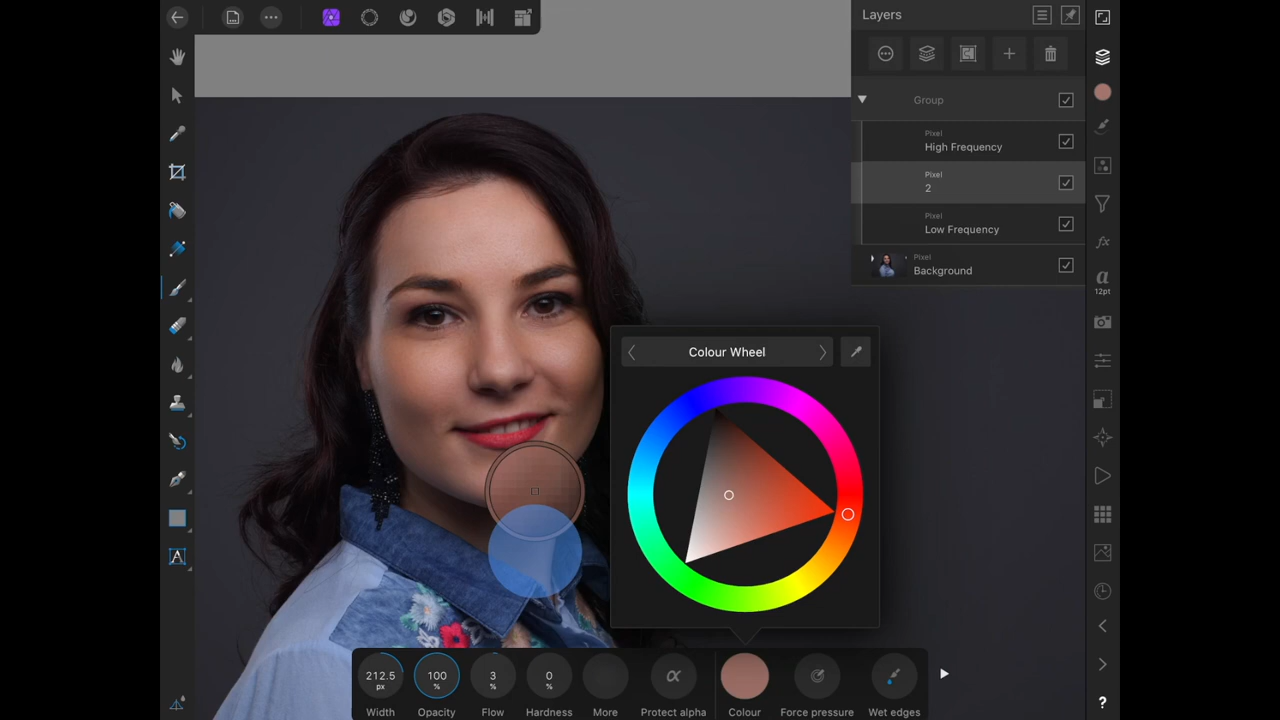 Layers
Group
Pixel
High Frequency
Pixel
2
Pixel
Low Frequency
Pixel
Background
a
12pt
Colour Wheel
A
212.5
px
100
%
3
%
0
%
α
Width
Opacity
Flow
Hardness
More
Protect alpha
Colour
Force pressure
Wet edges
?